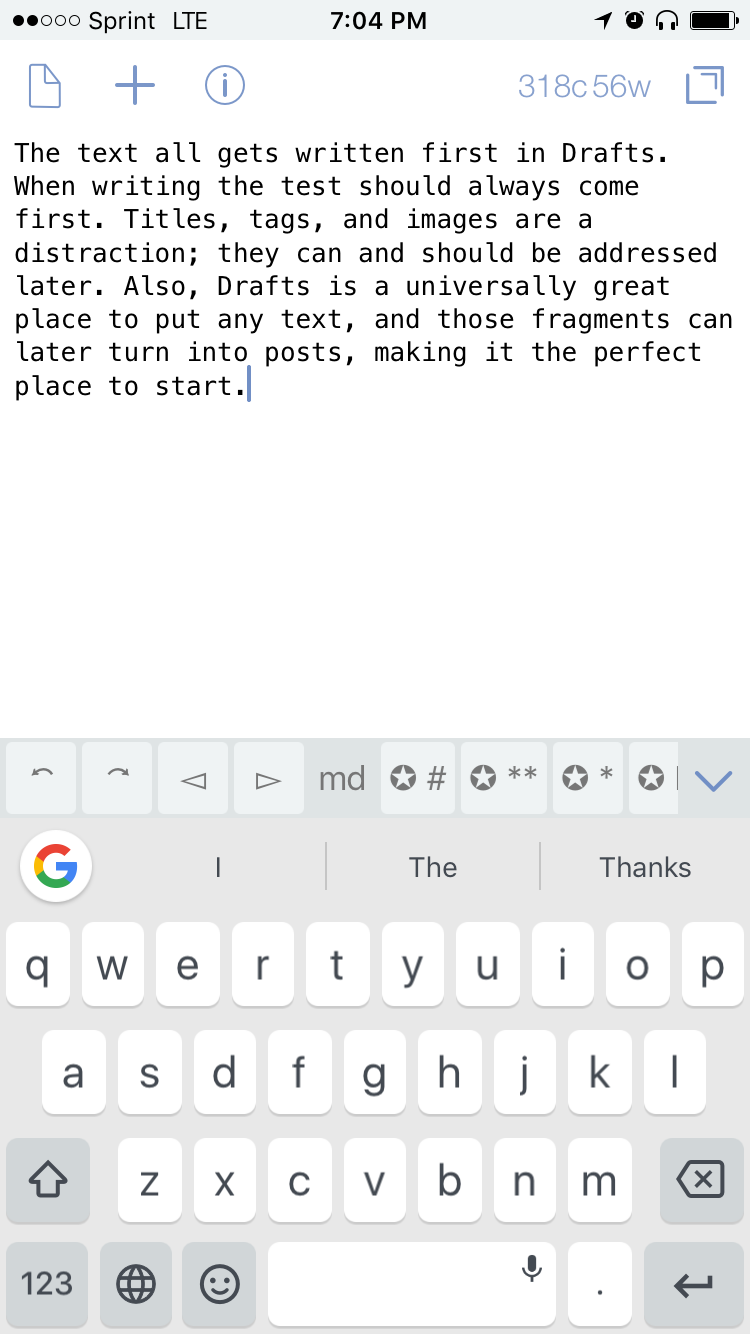 Sprint LTE 7:04 PM
318c 56w
The text all gets written first in Drafts.
When writing the test should always come
first. Titles, tags, and images are a
distraction; they can and should be addressed
later. Also, Drafts is a universally great
place to put any text, and those fragments can
later turn into posts, making it the perfect
place to start.
md # ** *
G I The Thanks
q w e r t y u i o p
a s d f g h j k l
z x c v b n m
123 .